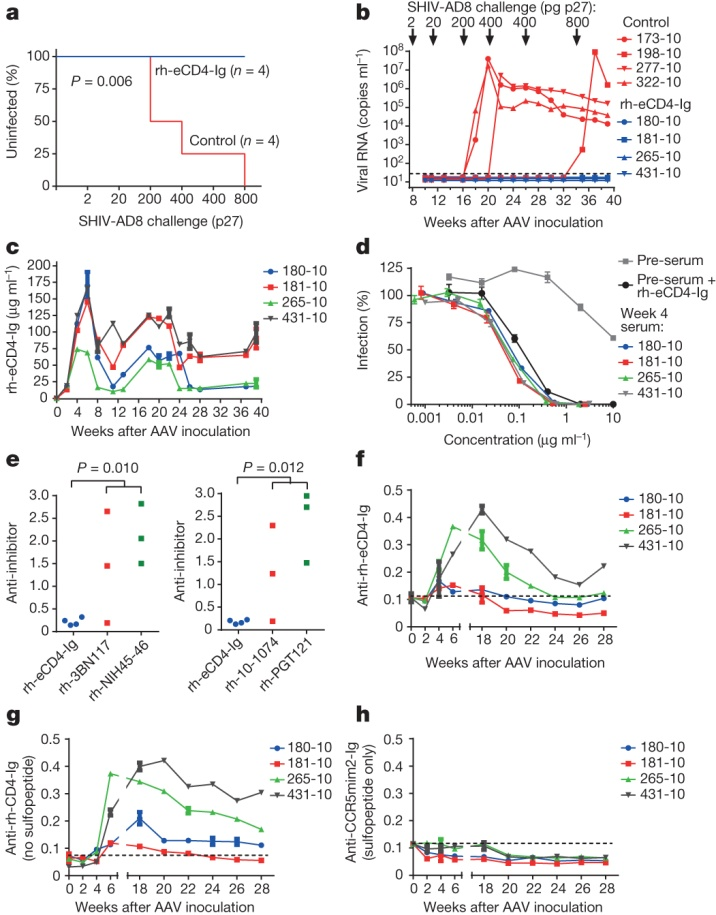 a
Uninfected (%)
100
75
50
25
0
P = 0.006
rh-eCD4-Ig (n = 4)
Control (n = 4)
2 20 200 400 400 800
SHIV-AD8 challenge (p27)
b
SHIV-AD8 challenge (pg p27):
2 20 200 400 400 800
Viral RNA (copies ml⁻¹)
10⁸
10⁷
10⁶
10⁵
10⁴
10³
10²
10¹
8 12 16 20 24 28 32 36 40
Weeks after AAV inoculation
Control
173-10
198-10
277-10
322-10
rh-eCD4-Ig
180-10
181-10
265-10
431-10
c
rh-eCD4-Ig (µg ml⁻¹)
200
175
150
125
100
75
50
25
0
0 4 8 12 16 20 24 28 32 36 40
Weeks after AAV inoculation
180-10
181-10
265-10
431-10
d
Infection (%)
125
100
75
50
25
0
0.001 0.01 0.1 1 10
Concentration (µg ml⁻¹)
Pre-serum
Pre-serum +
rh-eCD4-Ig
Week 4
serum:
180-10
181-10
265-10
431-10
e
P = 0.010
Anti-inhibitor
3.0
2.5
2.0
1.5
1.0
0.5
0
rh-eCD4-Ig
rh-3BN117
rh-NIH45-46
P = 0.012
Anti-inhibitor
3.0
2.5
2.0
1.5
1.0
0.5
0
rh-eCD4-Ig
rh-10-1074
rh-PGT121
f
Anti-rh-eCD4-Ig
0.5
0.4
0.3
0.2
0.1
0
0 2 4 6 18 20 22 24 26 28
Weeks after AAV inoculation
180-10
181-10
265-10
431-10
g
Anti-rh-CD4-Ig
(no sulfopeptide)
0.5
0.4
0.3
0.2
0.1
0
0 2 4 6 18 20 22 24 26 28
Weeks after AAV inoculation
180-10
181-10
265-10
431-10
h
Anti-CCR5mim2-Ig
(sulfopeptide only)
0.5
0.4
0.3
0.2
0.1
0
0 2 4 6 18 20 22 24 26 28
Weeks after AAV inoculation
180-10
181-10
265-10
431-10